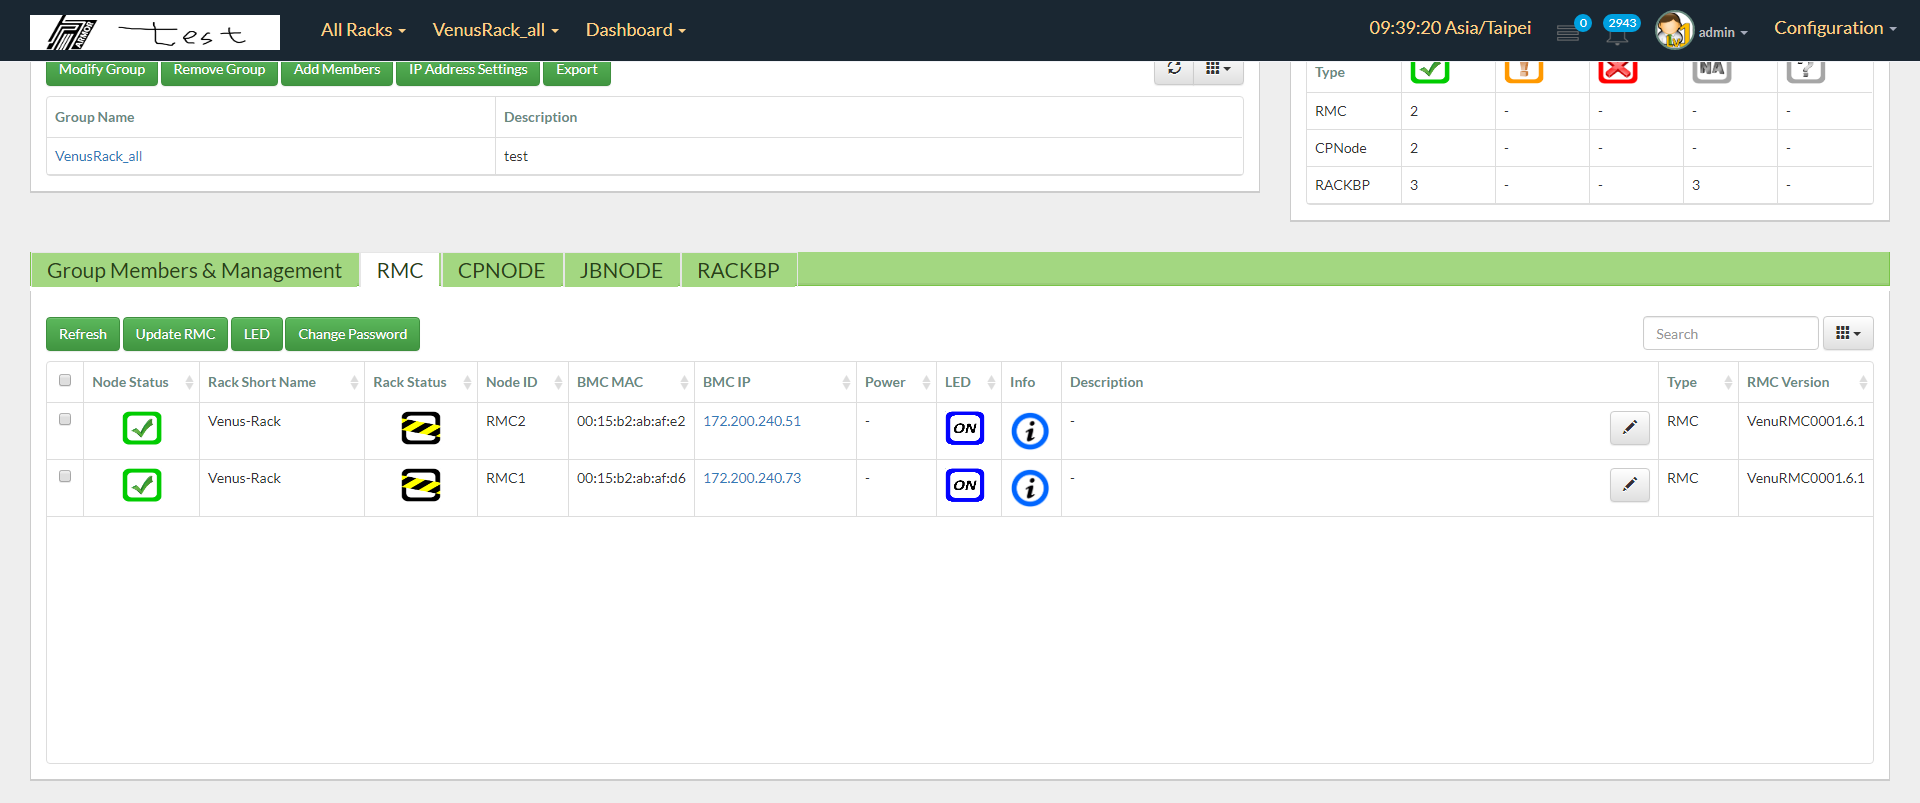 ARMOR test
All Racks VenusRack_all Dashboard 09:39:20 Asia/Taipei 0 2943 admin Configuration
Modify Group Remove Group Add Members IP Address Settings Export
Group Name Description
VenusRack_all test
Type ! NA ?
RMC 2 - - - -
CPNode 2 - - - -
RACKBP 3 - - 3 -
Group Members & Management RMC CPNODE JBNODE RACKBP
Refresh Update RMC LED Change Password Search
Node Status Rack Short Name Rack Status Node ID BMC MAC BMC IP Power LED Info Description Type RMC Version
Venus-Rack RMC2 00:15:b2:ab:af:e2 172.200.240.51 - ON i - RMC VenuRMC0001.6.1
Venus-Rack RMC1 00:15:b2:ab:af:d6 172.200.240.73 - ON i - RMC VenuRMC0001.6.1